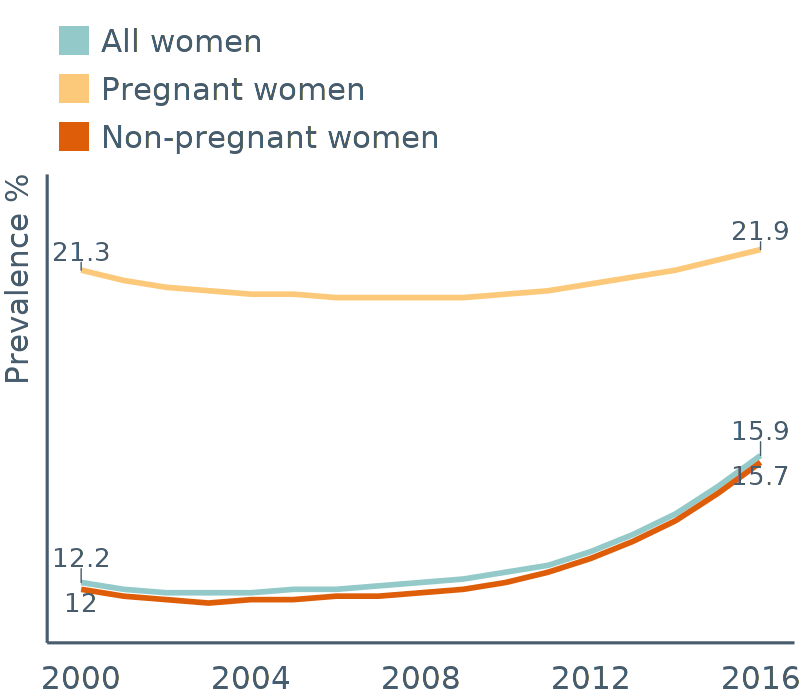 All women
Pregnant women
Non-pregnant women
Prevalence %
21.3
21.9
15.9
15.7
12.2
12
2000 2004 2008 2012 2016